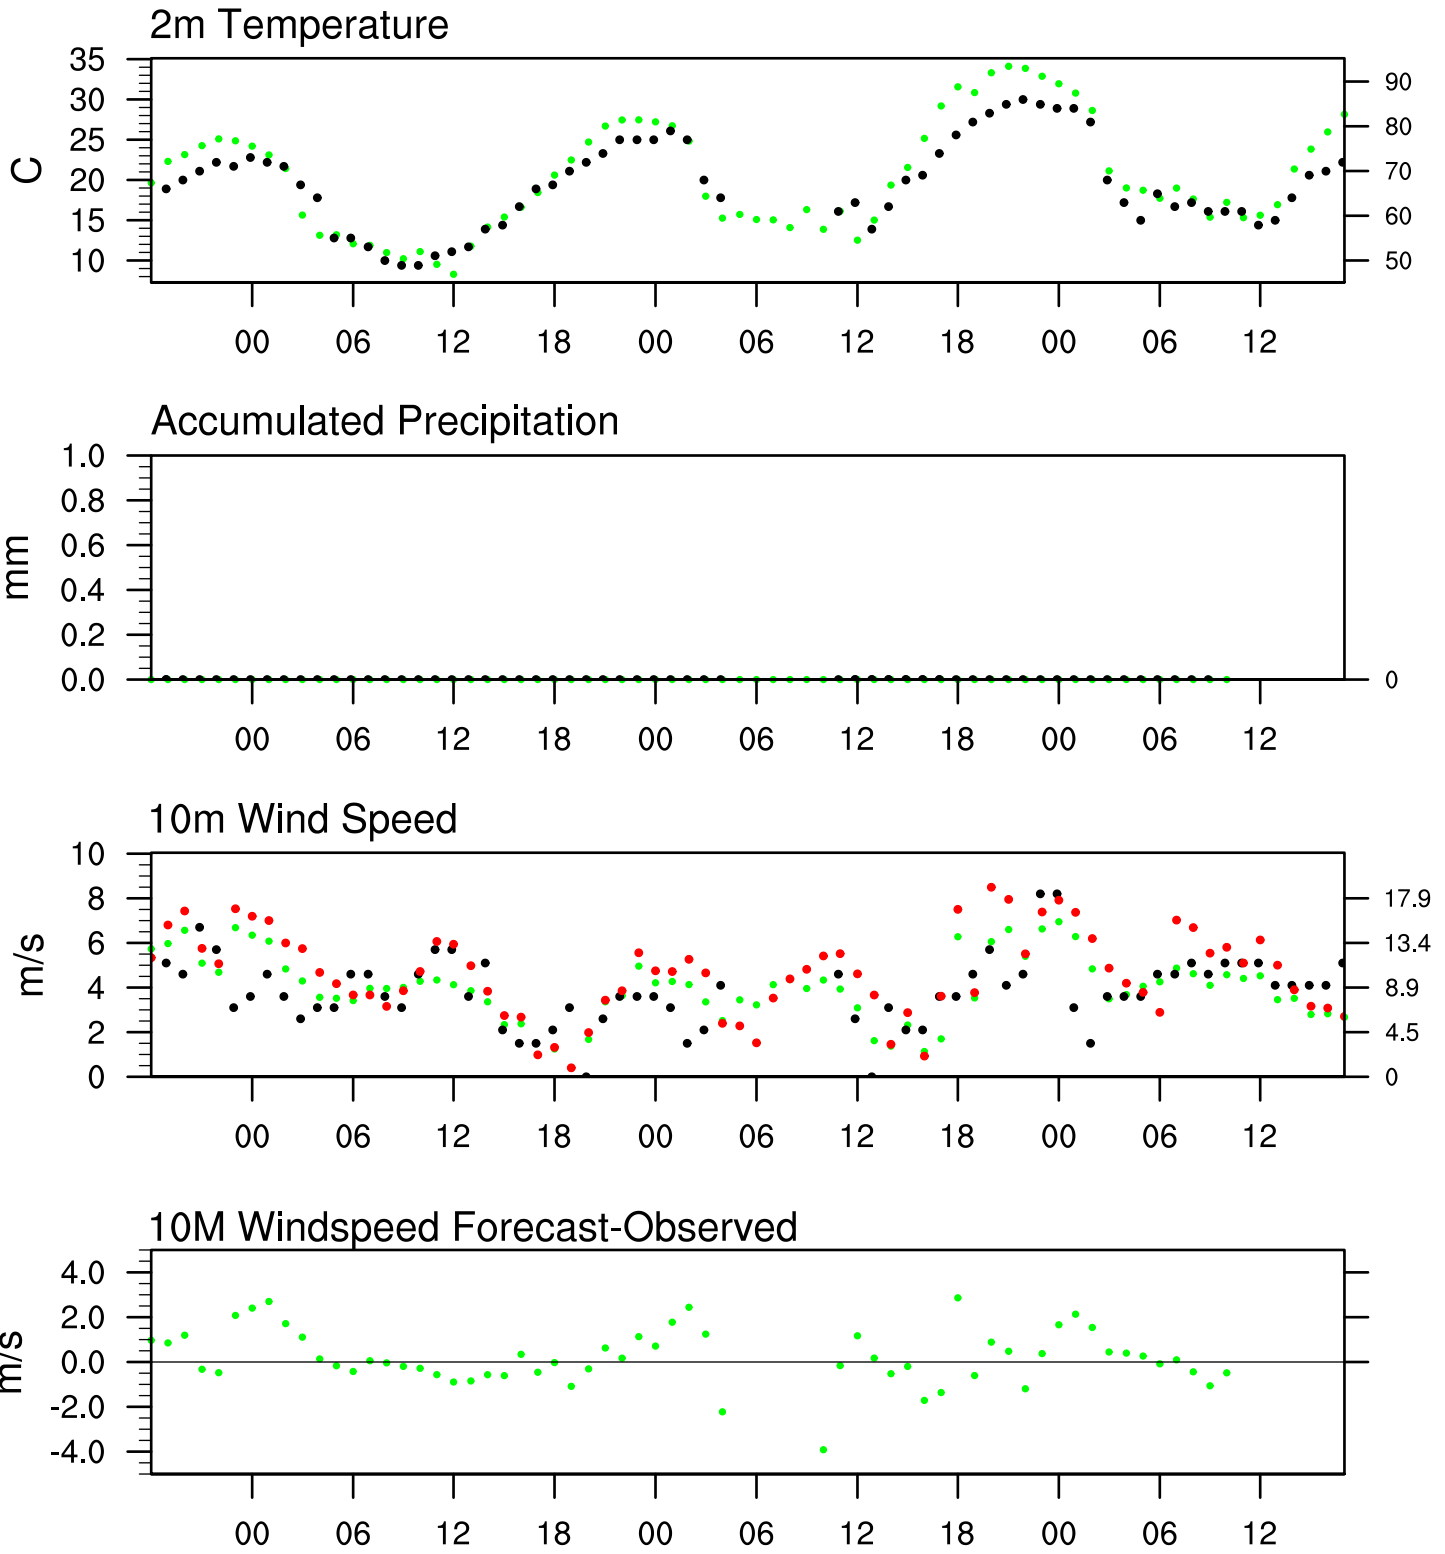 2m Temperature
35
30
25
20
15
10
C
90
80
70
60
50
00 06 12 18 00 06 12 18 00 06 12
Accumulated Precipitation
1.0
0.8
0.6
0.4
0.2
0.0
mm
0
00 06 12 18 00 06 12 18 00 06 12
10m Wind Speed
10
8
6
4
2
0
m/s
17.9
13.4
8.9
4.5
0
00 06 12 18 00 06 12 18 00 06 12
10M Windspeed Forecast-Observed
4.0
2.0
0.0
-2.0
-4.0
m/s
00 06 12 18 00 06 12 18 00 06 12